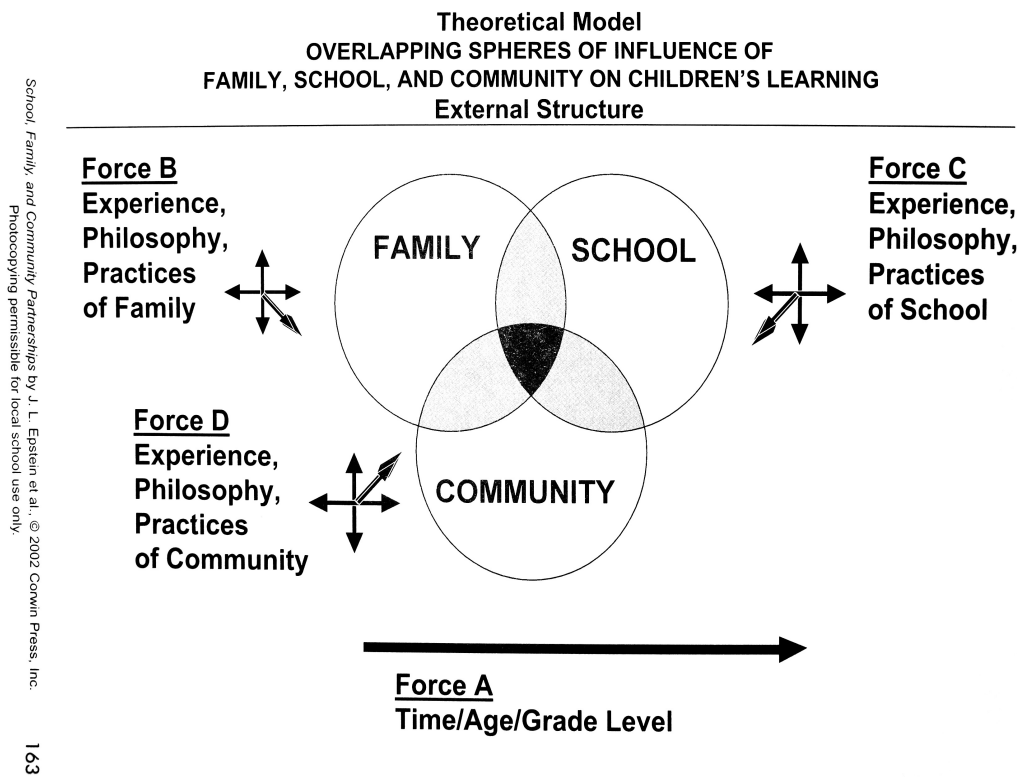 Theoretical Model
OVERLAPPING SPHERES OF INFLUENCE OF
FAMILY, SCHOOL, AND COMMUNITY ON CHILDREN'S LEARNING
External Structure
Force B
Experience,
Philosophy,
Practices
of Family
FAMILY
SCHOOL
Force C
Experience,
Philosophy,
Practices
of School
Force D
Experience,
Philosophy,
Practices
of Community
COMMUNITY
Force A
Time/Age/Grade Level
School, Family, and Community Partnerships by J. L. Epstein et al., © 2002 Corwin Press, Inc.
Photocopying permissible for local school use only.
163